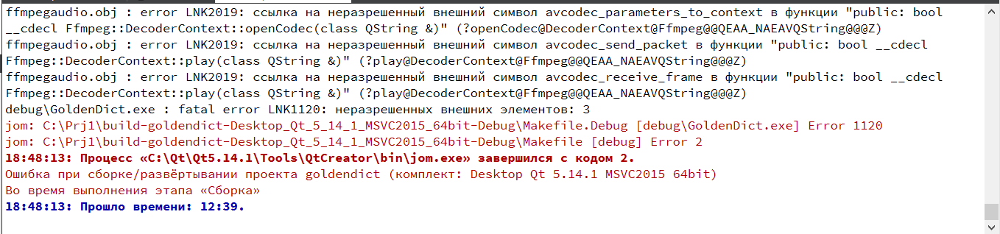 ffmpegaudio.obj : error LNK2019: ссылка на неразрешенный внешний символ avcodec_parameters_to_context в функции "public: bool
__cdecl Ffmpeg::DecoderContext::openCodec(class QString &)" (?openCodec@DecoderContext@Ffmpeg@@QEAA_NAEAVQString@@@Z)
ffmpegaudio.obj : error LNK2019: ссылка на неразрешенный внешний символ avcodec_send_packet в функции "public: bool __cdecl
Ffmpeg::DecoderContext::play(class QString &)" (?play@DecoderContext@Ffmpeg@@QEAA_NAEAVQString@@@Z)
ffmpegaudio.obj : error LNK2019: ссылка на неразрешенный внешний символ avcodec_receive_frame в функции "public: bool __cdecl
Ffmpeg::DecoderContext::play(class QString &)" (?play@DecoderContext@Ffmpeg@@QEAA_NAEAVQString@@@Z)
debug\GoldenDict.exe : fatal error LNK1120: неразрешенных внешних элементов: 3
jom: C:\Prj1\build-goldendict-Desktop_Qt_5_14_1_MSVC2015_64bit-Debug\Makefile.Debug [debug\GoldenDict.exe] Error 1120
jom: C:\Prj1\build-goldendict-Desktop_Qt_5_14_1_MSVC2015_64bit-Debug\Makefile [debug] Error 2
18:48:13: Процесс «C:\Qt\Qt5.14.1\Tools\QtCreator\bin\jom.exe» завершился с кодом 2.
Ошибка при сборке/развёртывании проекта goldendict (комплект: Desktop Qt 5.14.1 MSVC2015 64bit)
Во время выполнения этапа «Сборка»
18:48:13: Прошло времени: 12:39.